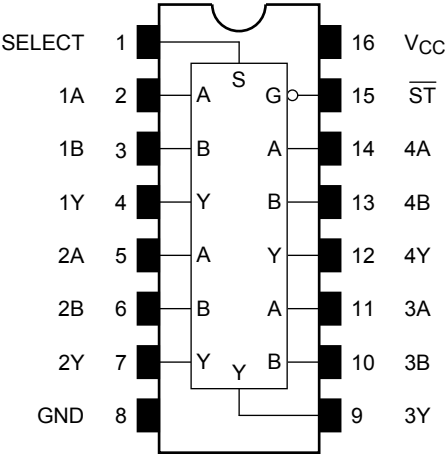 SELECT 1 S 16 VCC
1A 2 A G 15 ST
1B 3 B A 14 4A
1Y 4 Y B 13 4B
2A 5 A Y 12 4Y
2B 6 B A 11 3A
2Y 7 Y Y B 10 3B
GND 8 9 3Y